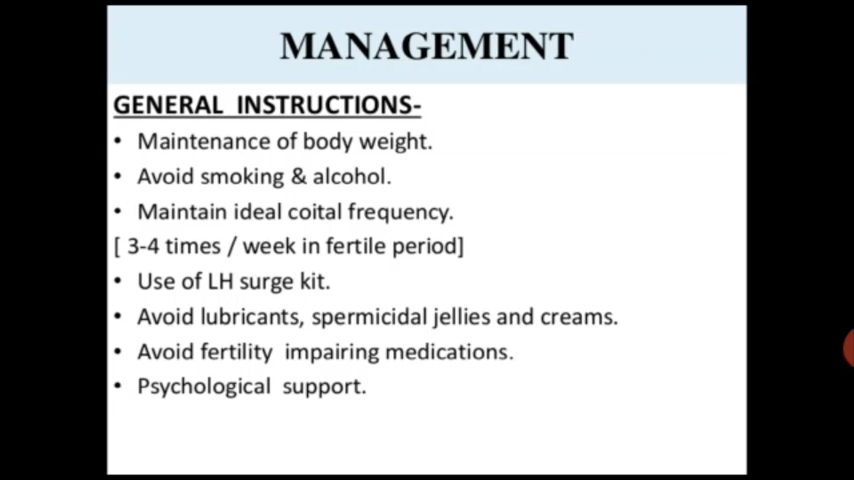 MANAGEMENT
GENERAL INSTRUCTIONS-
• Maintenance of body weight.
• Avoid smoking & alcohol.
• Maintain ideal coital frequency.
[ 3-4 times / week in fertile period]
• Use of LH surge kit.
• Avoid lubricants, spermicidal jellies and creams.
• Avoid fertility impairing medications.
• Psychological support.